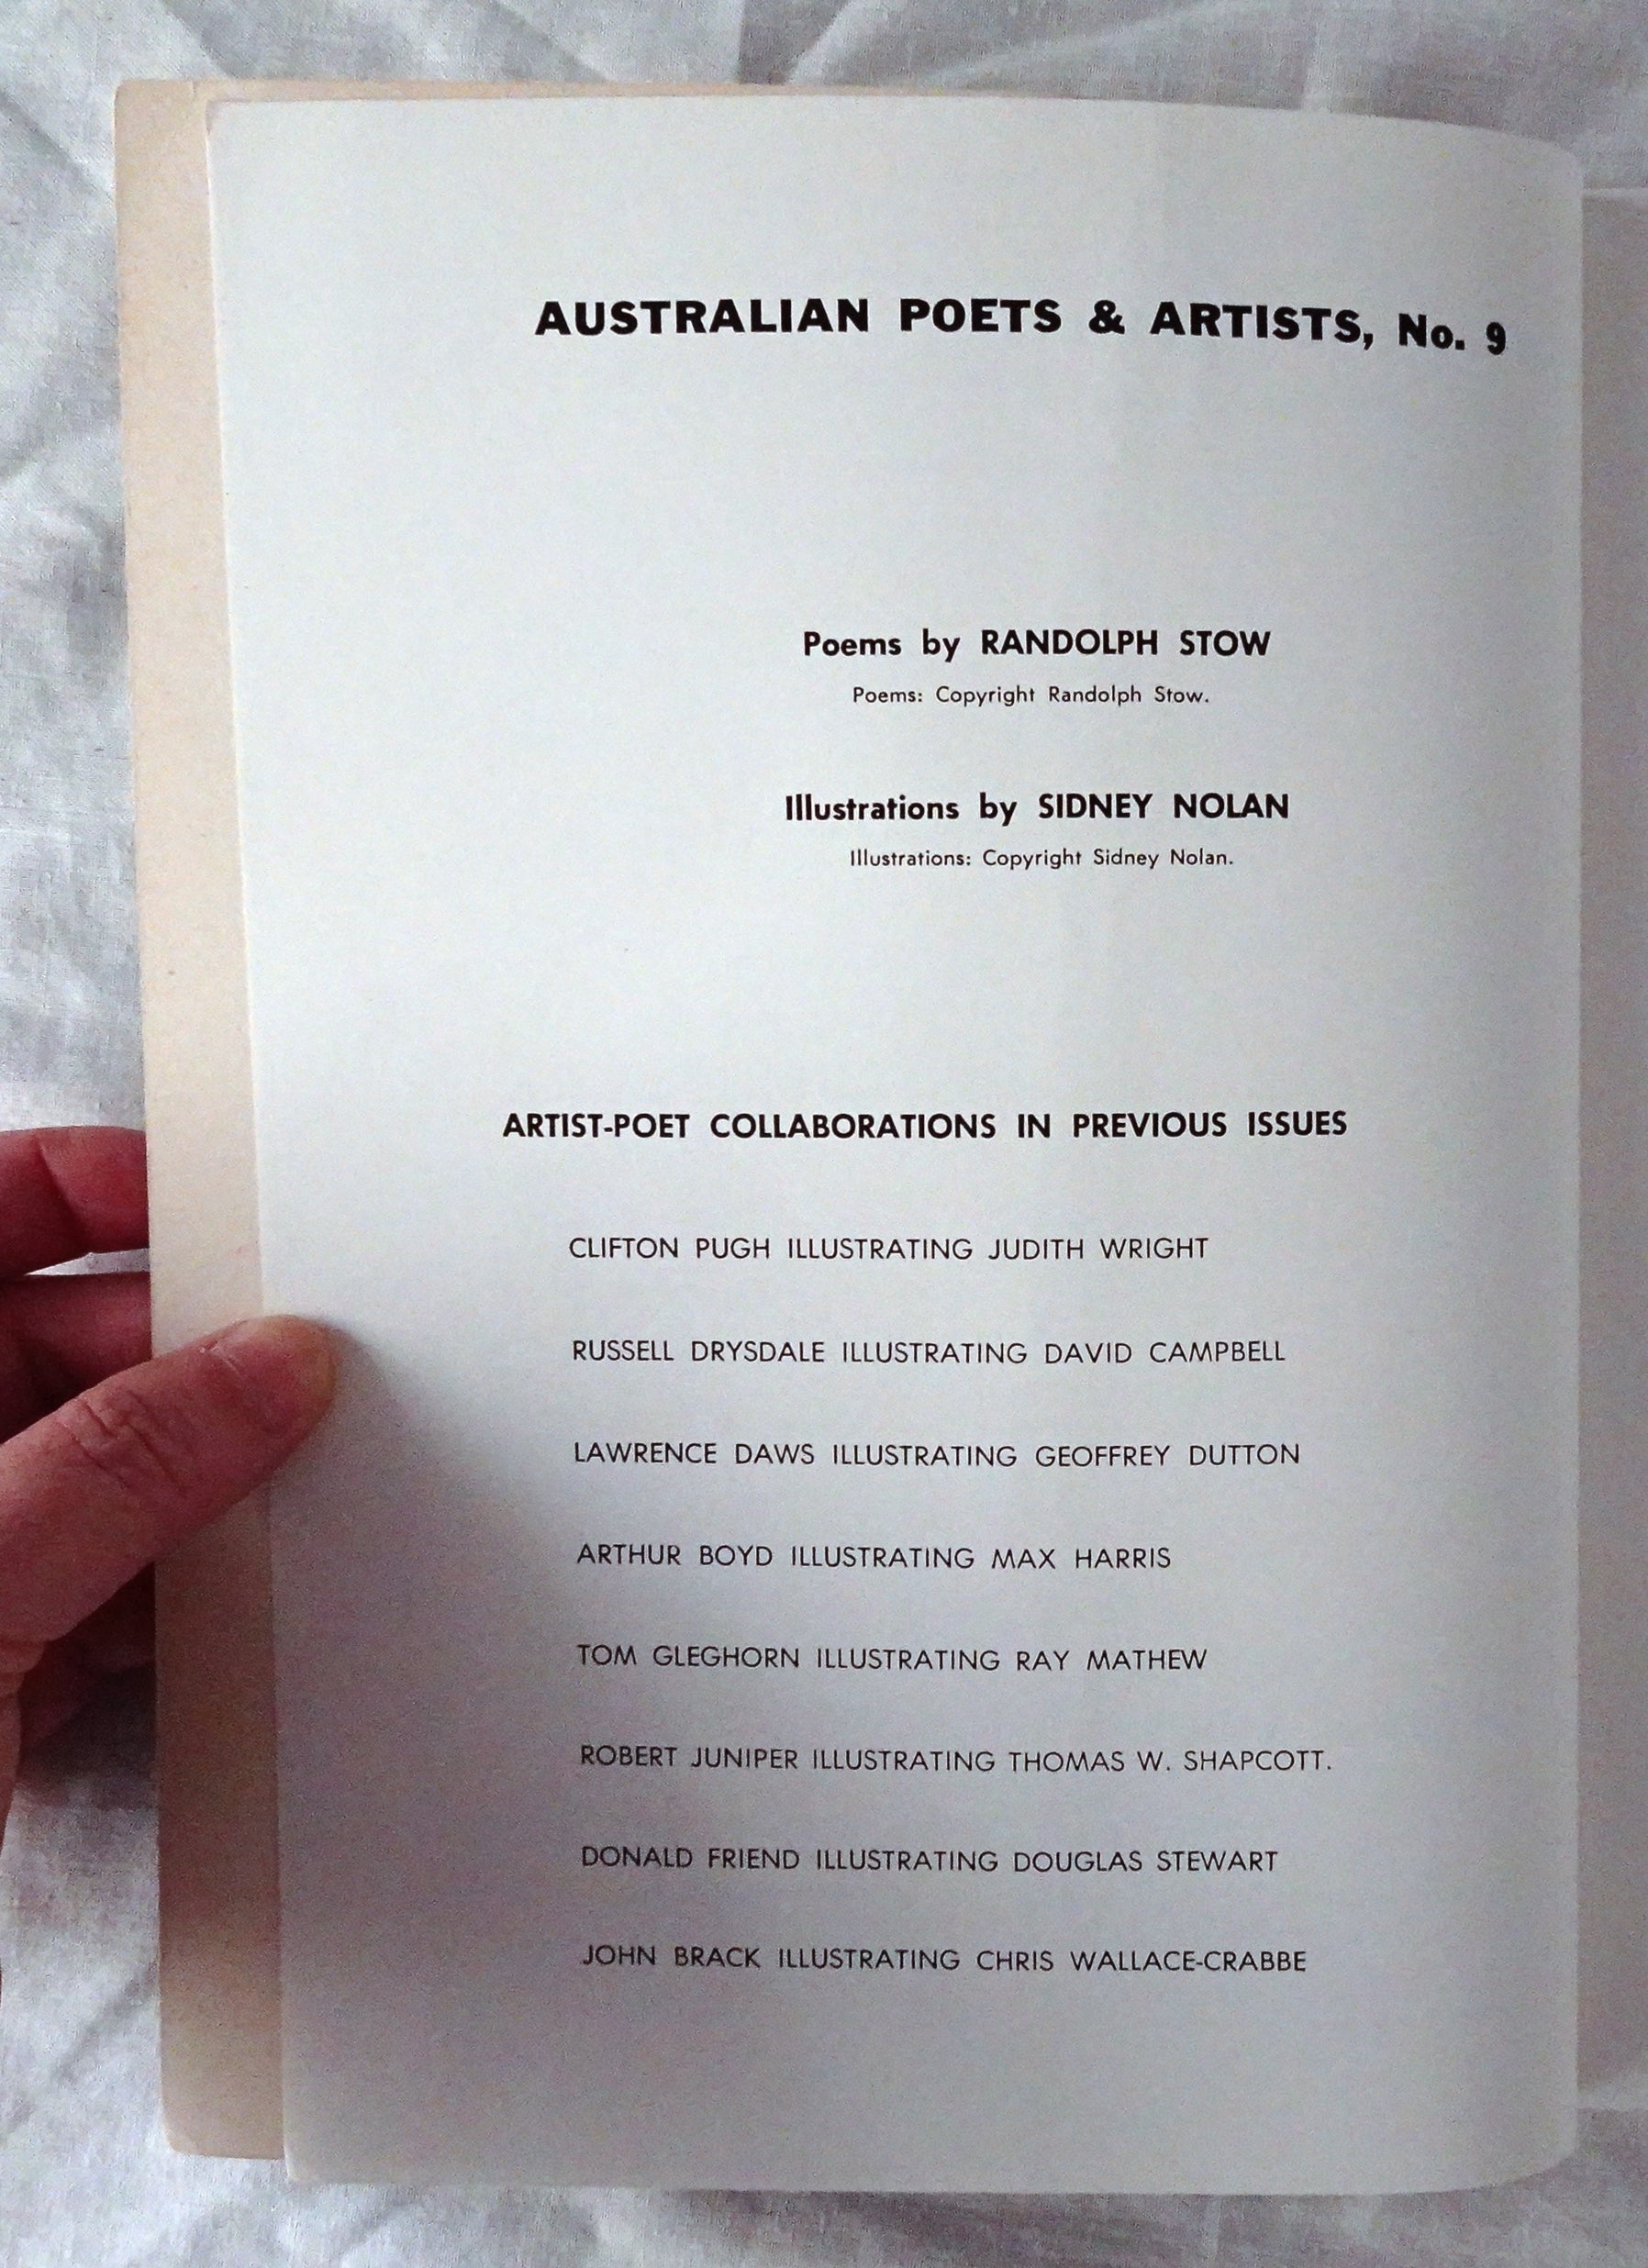 AUSTRALIAN POETS & ARTISTS, No. 9
Poems by RANDOLPH STOW
Poems: Copyright Randolph Stow.
Illustrations by SIDNEY NOLAN
Illustrations: Copyright Sidney Nolan.
ARTIST-POET COLLABORATIONS IN PREVIOUS ISSUES
CLIFTON PUGH ILLUSTRATING JUDITH WRIGHT
RUSSELL DRYSDALE ILLUSTRATING DAVID CAMPBELL
LAWRENCE DAWS ILLUSTRATING GEOFFREY DUTTON
ARTHUR BOYD ILLUSTRATING MAX HARRIS
TOM GLEGHORN ILLUSTRATING RAY MATHEW
ROBERT JUNIPER ILLUSTRATING THOMAS W. SHAPCOTT.
DONALD FRIEND ILLUSTRATING DOUGLAS STEWART
JOHN BRACK ILLUSTRATING CHRIS WALLACE-CRABBE